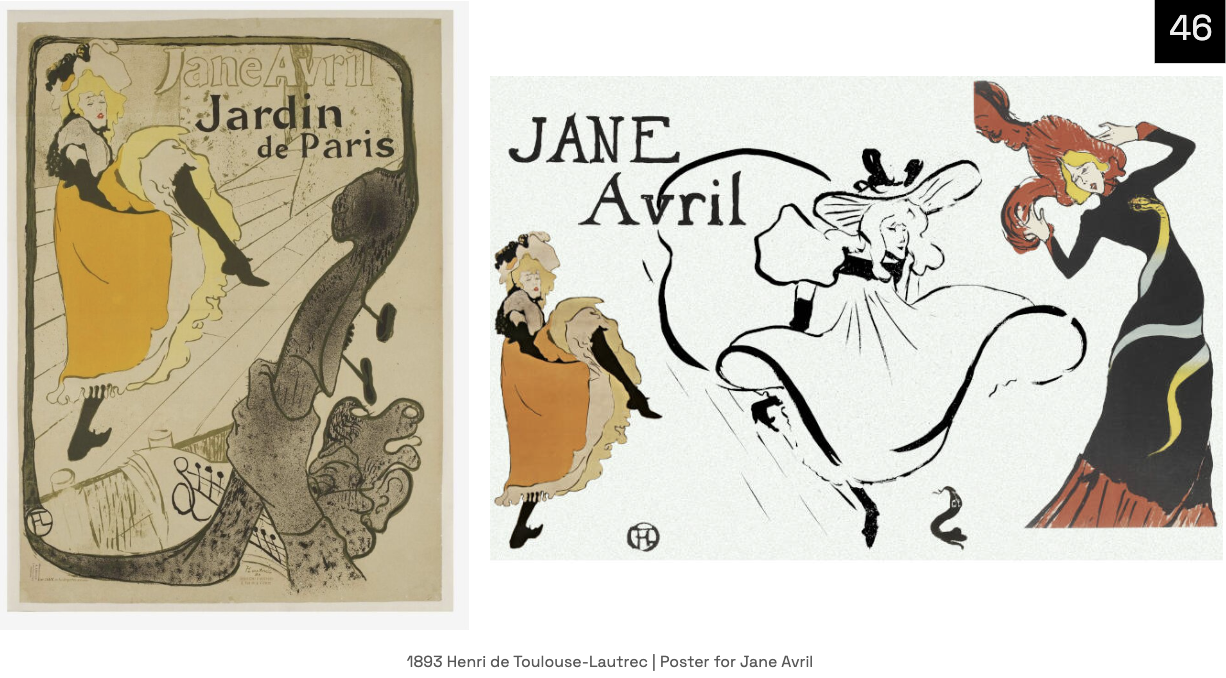 46
Jane Avril
Jardin
de Paris
JANE
Avril
1893 Henri de Toulouse-Lautrec | Poster for Jane Avril